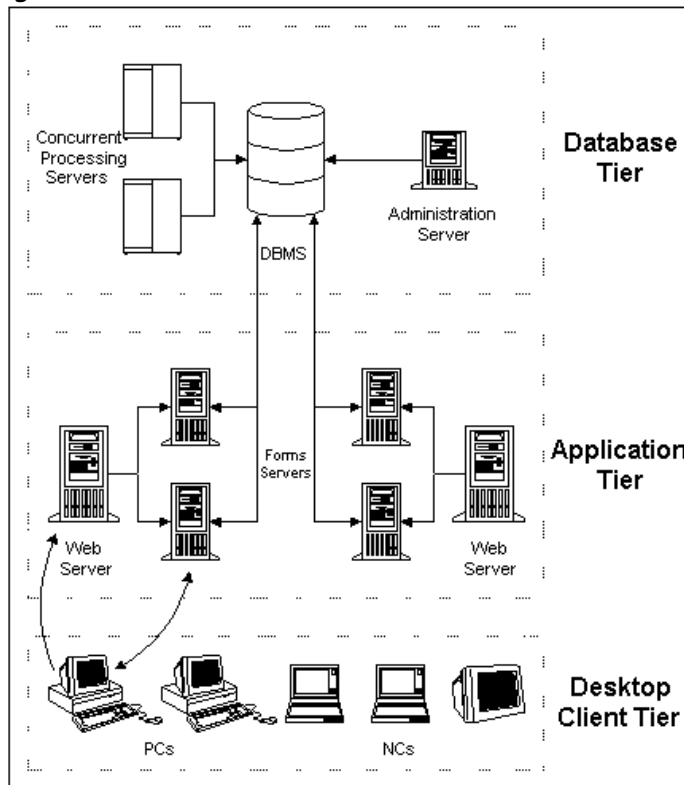 Concurrent
Processing
Servers
DBMS
Administration
Server
Database
Tier
Forms
Servers
Web
Server
Web
Server
Application
Tier
PCs
NCs
Desktop
Client Tier